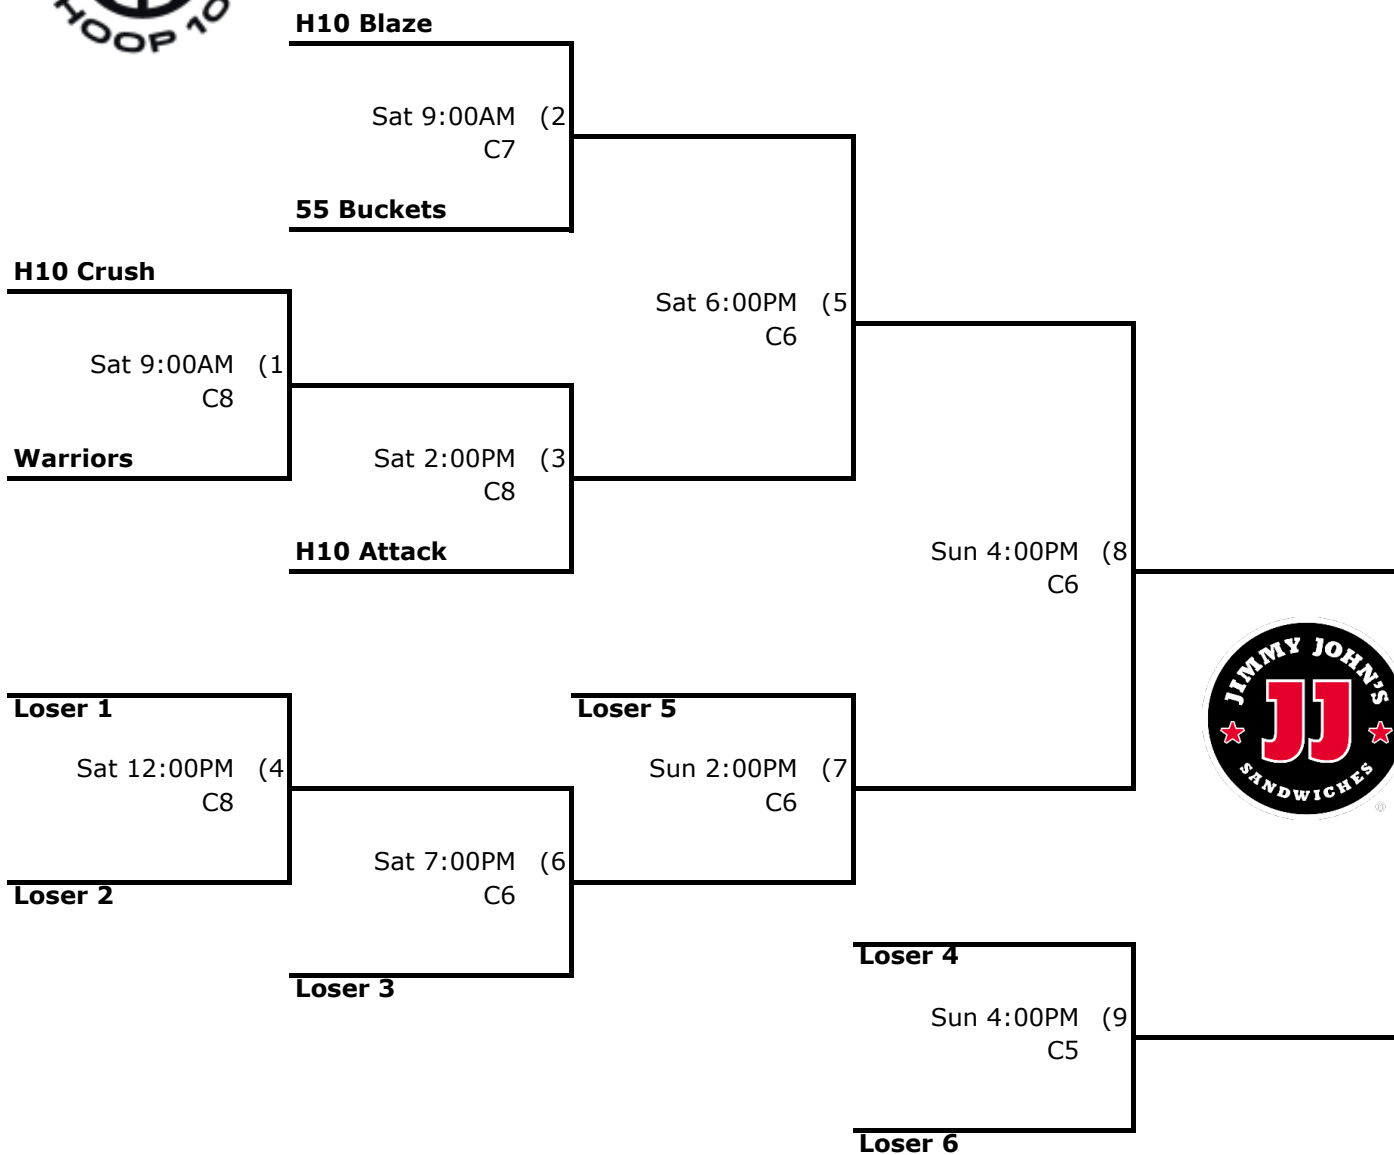 HOOP 10
H10 Blaze
Sat 9:00AM (2
C7
55 Buckets
H10 Crush
Sat 6:00PM (5
C6
Sat 9:00AM (1
C8
Warriors
Sat 2:00PM (3
C8
H10 Attack
Sun 4:00PM (8
C6
JIMMY JOHN'S
JJ
SANDWICHES
®
Loser 1
Loser 5
Sat 12:00PM (4
C8
Sun 2:00PM (7
C6
Loser 2
Sat 7:00PM (6
C6
Loser 3
Loser 4
Sun 4:00PM (9
C5
Loser 6